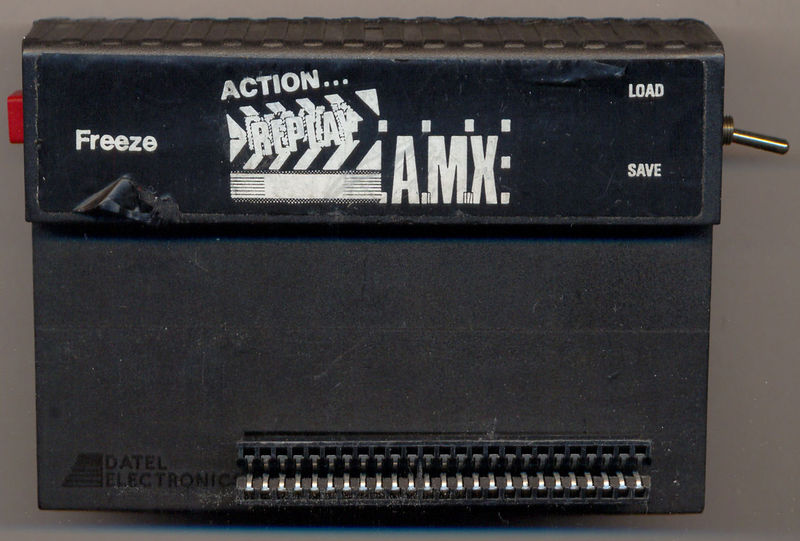 ACTION...
REPLAY
Freeze
.A.M.X.
LOAD
SAVE
DATEL
ELECTRONICS